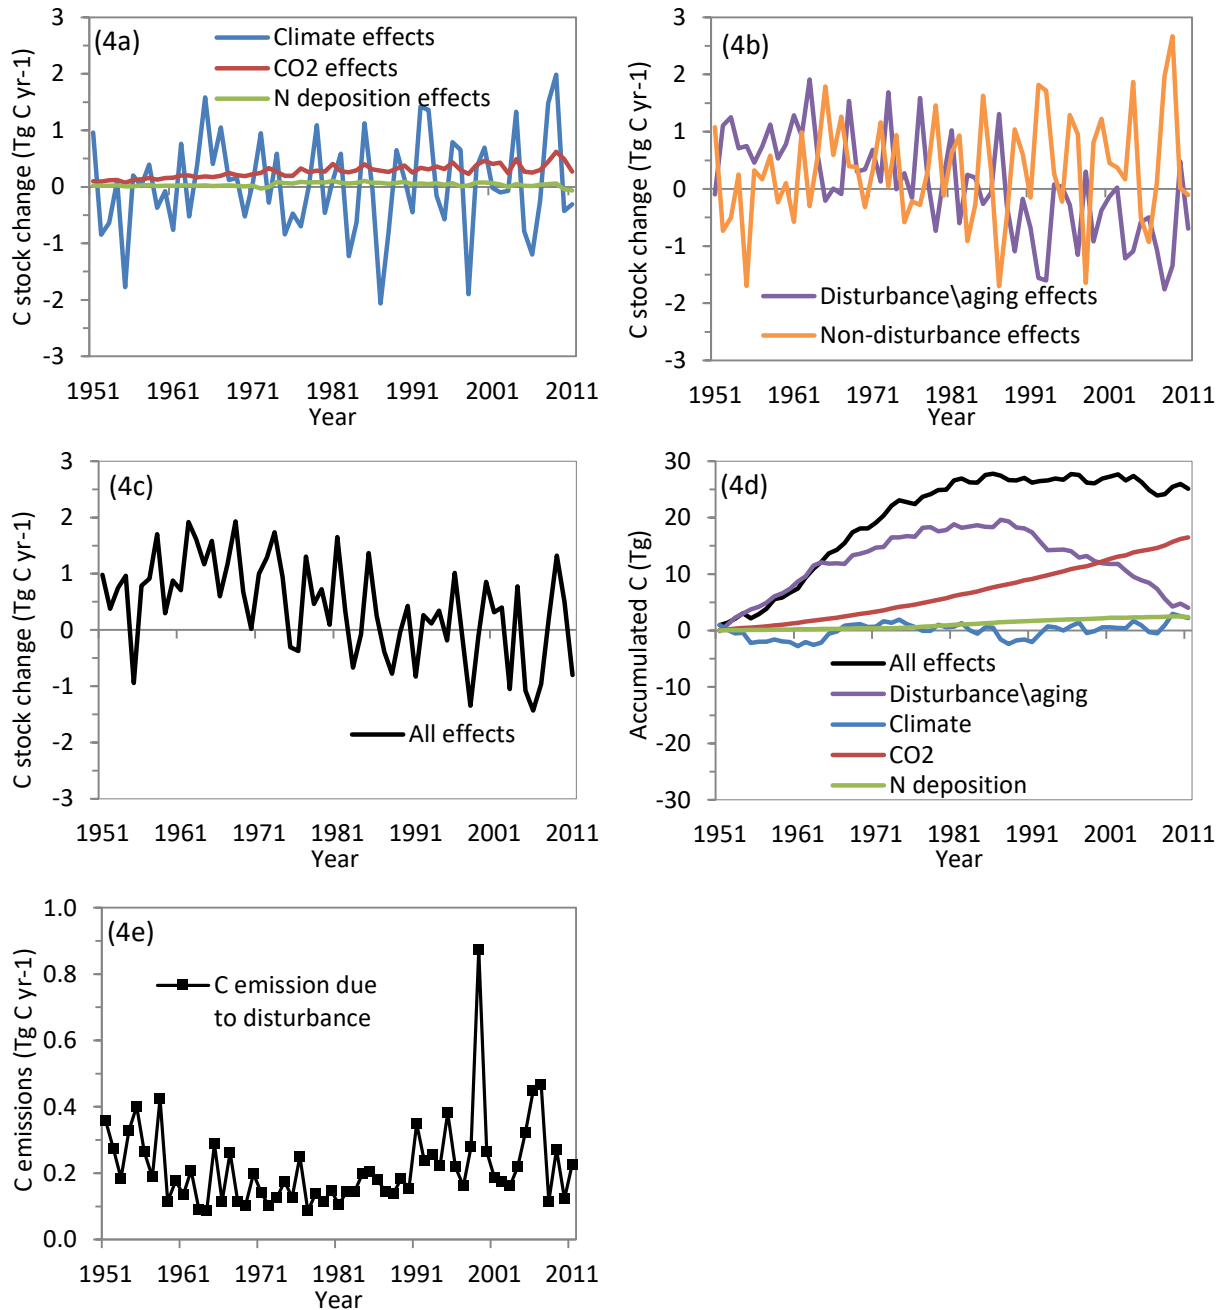 (4a)
C stock change (Tg C yr-1)
3
2
1
0
-1
-2
-3
Climate effects
CO2 effects
N deposition effects
1951 1961 1971 1981 1991 2001 2011
Year
(4b)
C stock change (Tg C yr-1)
3
2
1
0
-1
-2
-3
Disturbance\aging effects
Non-disturbance effects
1951 1961 1971 1981 1991 2001 2011
Year
(4c)
C stock change (Tg C yr-1)
3
2
1
0
-1
-2
-3
All effects
1951 1961 1971 1981 1991 2001 2011
Year
(4d)
Accumulated C (Tg)
30
20
10
0
-10
-20
-30
All effects
Disturbance\aging
Climate
CO2
N deposition
1951 1961 1971 1981 1991 2001 2011
Year
(4e)
C emissions (Tg C yr-1)
1.0
0.8
0.6
0.4
0.2
0.0
C emission due
to disturbance
1951 1961 1971 1981 1991 2001 2011
Year